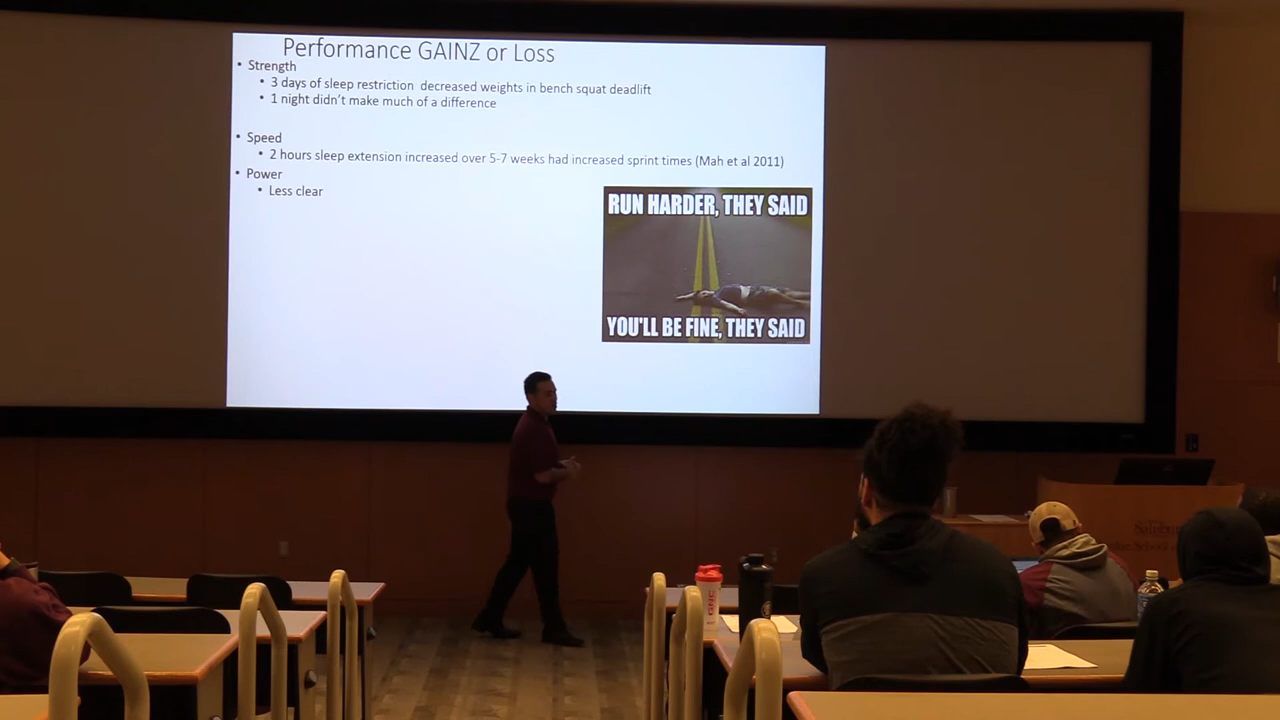 Performance GAINZ or Loss
• Strength
• 3 days of sleep restriction decreased weights in bench squat deadlift
• 1 night didn't make much of a difference
• Speed
• 2 hours sleep extension increased over 5-7 weeks had increased sprint times (Mah et al 2011)
• Power
• Less clear
RUN HARDER, THEY SAID
YOU'LL BE FINE, THEY SAID
GNC